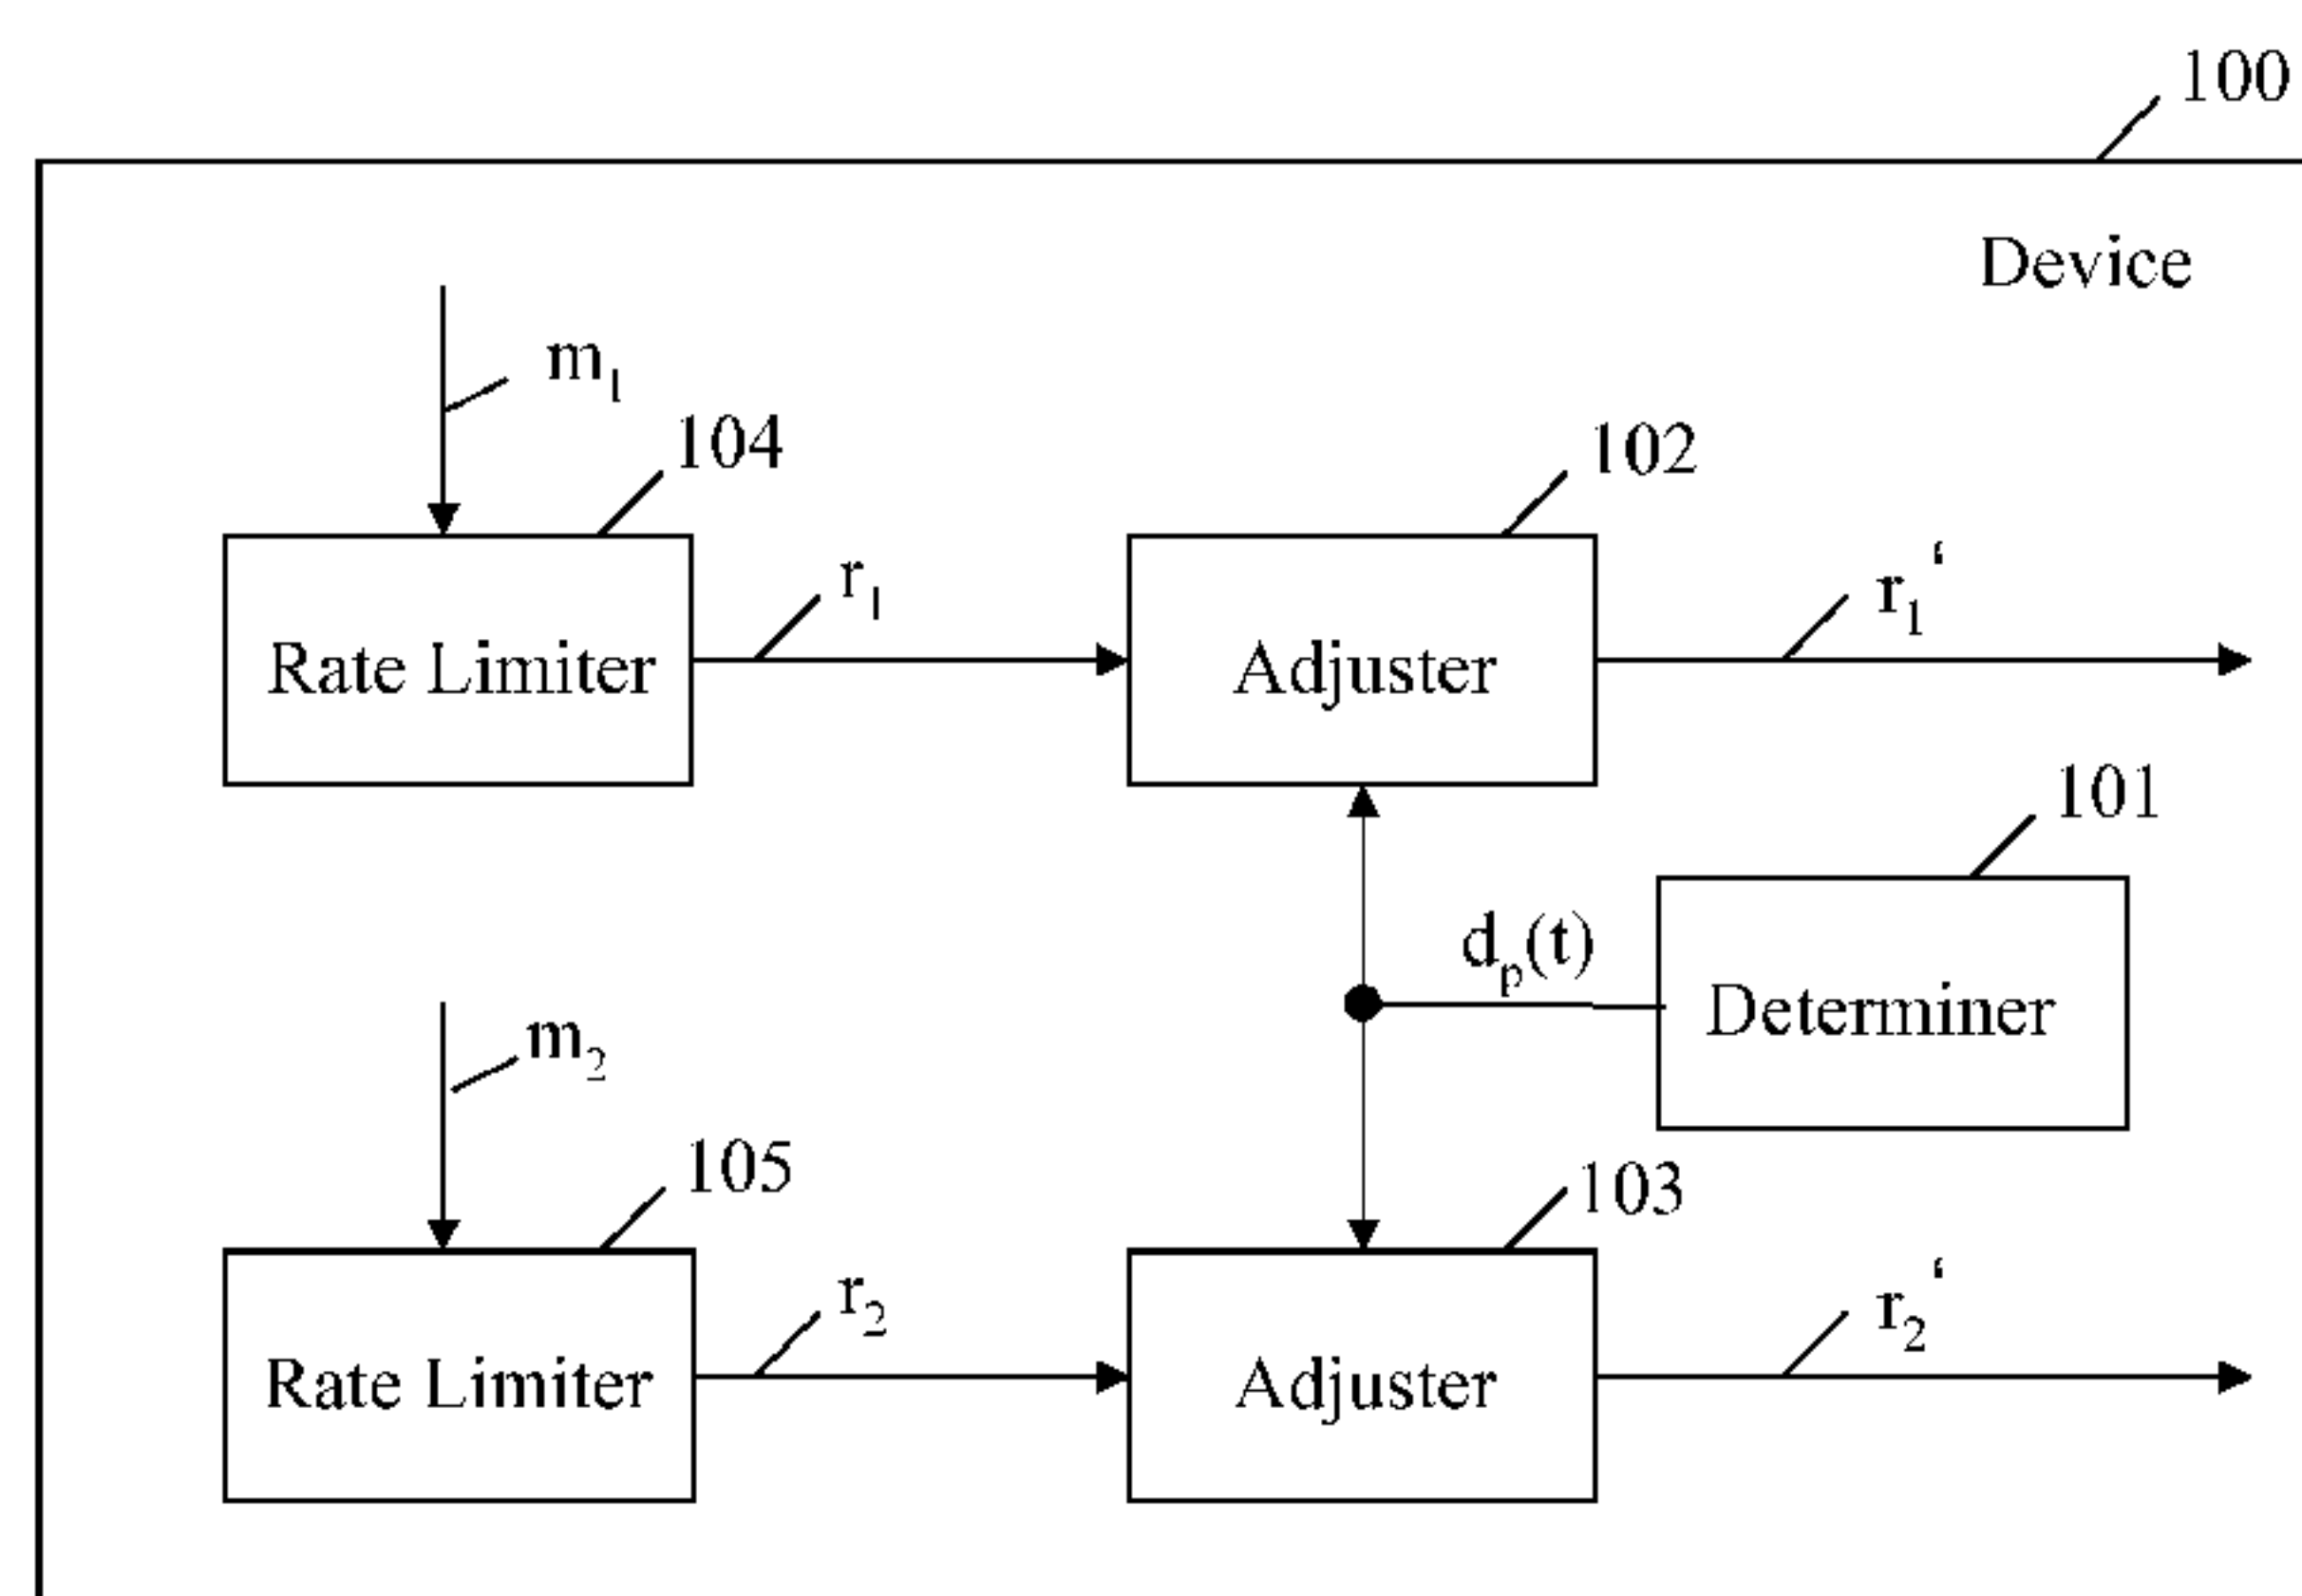 100
Device
m₁
104
102
r₁
r₁‘
Rate Limiter
Adjuster
101
dₚ(t)
Determiner
m₂
105
103
r₂
r₂‘
Rate Limiter
Adjuster